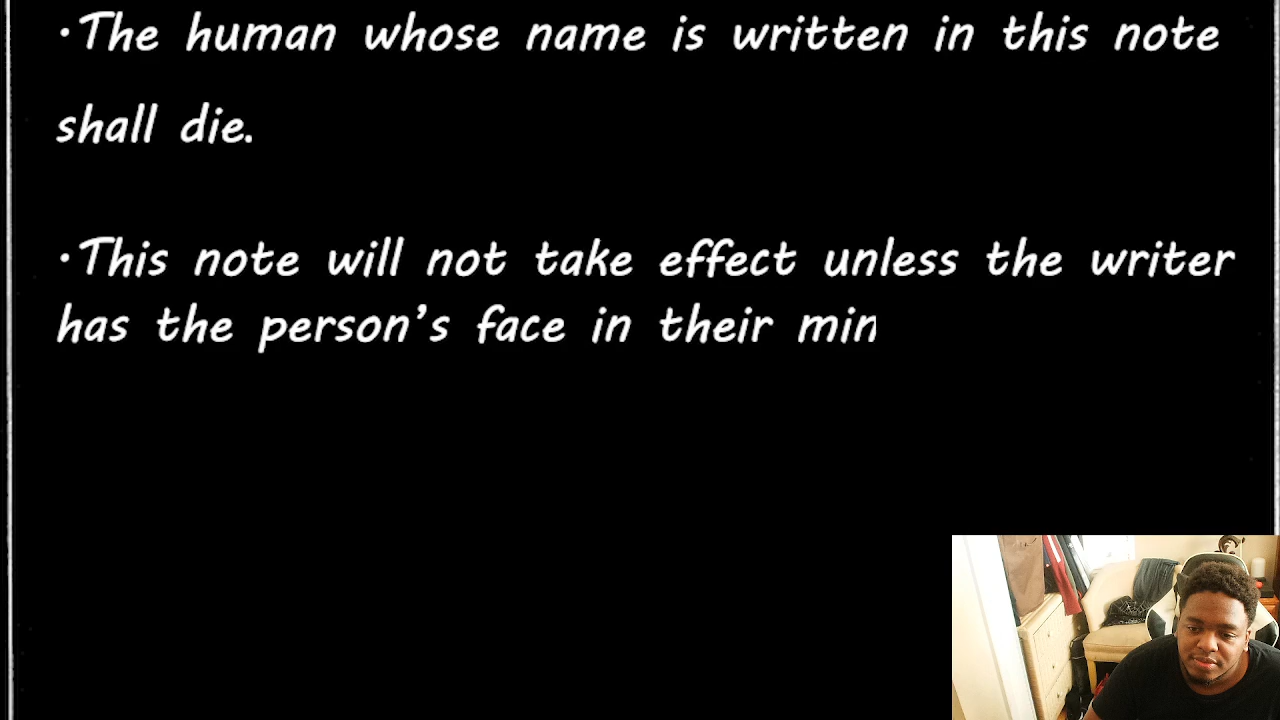 ·The human whose name is written in this note
shall die.
·This note will not take effect unless the writer
has the person’s face in their min